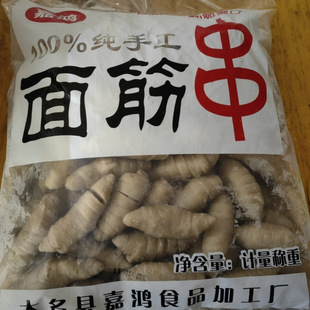 嘉鸿
100%纯手工
面筋串
净含量：计量称重
大名县嘉鸿食品加工厂